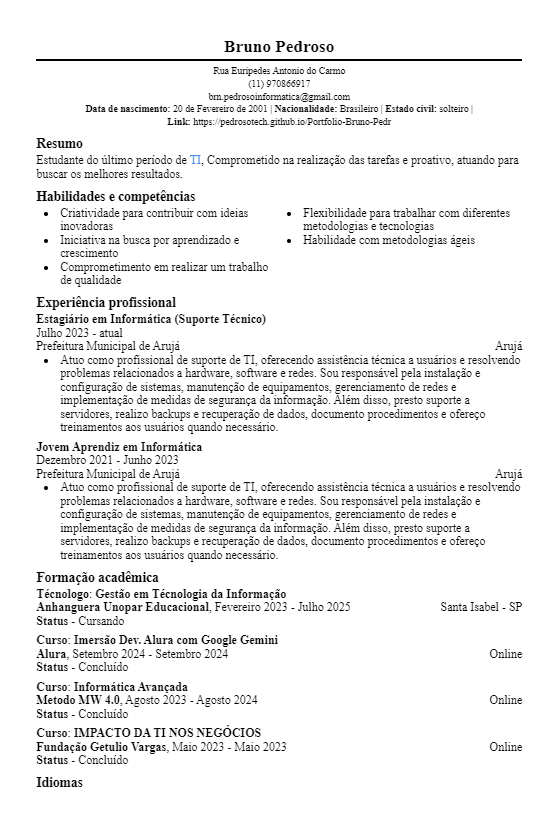 Bruno Pedroso
Rua Euripedes Antonio do Carmo
(11) 970866917
brn.pedrosoinformatica@gmail.com
Data de nascimento: 20 de Fevereiro de 2001 | Nacionalidade: Brasileiro | Estado civil: solteiro |
Link: https://pedrosotech.github.io/Portfolio-Bruno-Pedr
Resumo
Estudante do último período de TI, Comprometido na realização das tarefas e proativo, atuando para
buscar os melhores resultados.
Habilidades e competências
• Criatividade para contribuir com ideias
inovadoras
• Iniciativa na busca por aprendizado e
crescimento
• Comprometimento em realizar um trabalho
de qualidade
• Flexibilidade para trabalhar com diferentes
metodologias e tecnologias
• Habilidade com metodologias ágeis
Experiência profissional
Estagiário em Informática (Suporte Técnico)
Julho 2023 - atual
Prefeitura Municipal de Arujá Arujá
• Atuo como profissional de suporte de TI, oferecendo assistência técnica a usuários e resolvendo
problemas relacionados a hardware, software e redes. Sou responsável pela instalação e
configuração de sistemas, manutenção de equipamentos, gerenciamento de redes e
implementação de medidas de segurança da informação. Além disso, presto suporte a
servidores, realizo backups e recuperação de dados, documento procedimentos e ofereço
treinamentos aos usuários quando necessário.
Jovem Aprendiz em Informática
Dezembro 2021 - Junho 2023
Prefeitura Municipal de Arujá Arujá
• Atuo como profissional de suporte de TI, oferecendo assistência técnica a usuários e resolvendo
problemas relacionados a hardware, software e redes. Sou responsável pela instalação e
configuração de sistemas, manutenção de equipamentos, gerenciamento de redes e
implementação de medidas de segurança da informação. Além disso, presto suporte a
servidores, realizo backups e recuperação de dados, documento procedimentos e ofereço
treinamentos aos usuários quando necessário.
Formação acadêmica
Técnologo: Gestão em Técnologia da Informação
Anhanguera Unopar Educacional, Fevereiro 2023 - Julho 2025 Santa Isabel - SP
Status - Cursando
Curso: Imersão Dev. Alura com Google Gemini
Alura, Setembro 2024 - Setembro 2024 Online
Status - Concluído
Curso: Informática Avançada
Metodo MW 4.0, Agosto 2023 - Agosto 2024 Online
Status - Concluído
Curso: IMPACTO DA TI NOS NEGÓCIOS
Fundação Getulio Vargas, Maio 2023 - Maio 2023 Online
Status - Concluído
Idiomas